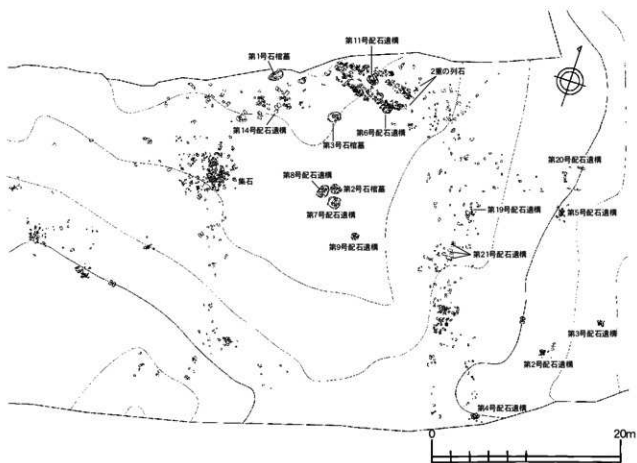 第1号石棺墓
第11号配石遺構
2重の列石
第14号配石遺構
第3号石棺墓
第6号配石遺構
第20号配石遺構
集石
第8号配石遺構
第2号石棺墓
第7号配石遺構
第19号配石遺構
第5号配石遺構
第9号配石遺構
第21号配石遺構
第3号配石遺構
第2号配石遺構
第4号配石遺構
0
20m